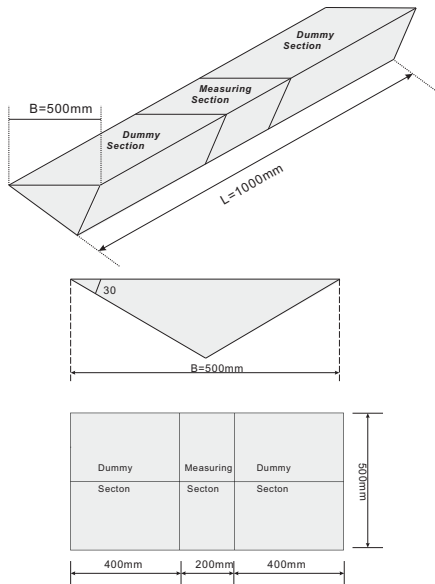 Dummy
Section
Measuring
Section
B=500mm
Dummy
Section
L=1000mm
30
B=500mm
Dummy Measuring Dummy
Secton Secton Secton
500mm
400mm 200mm 400mm